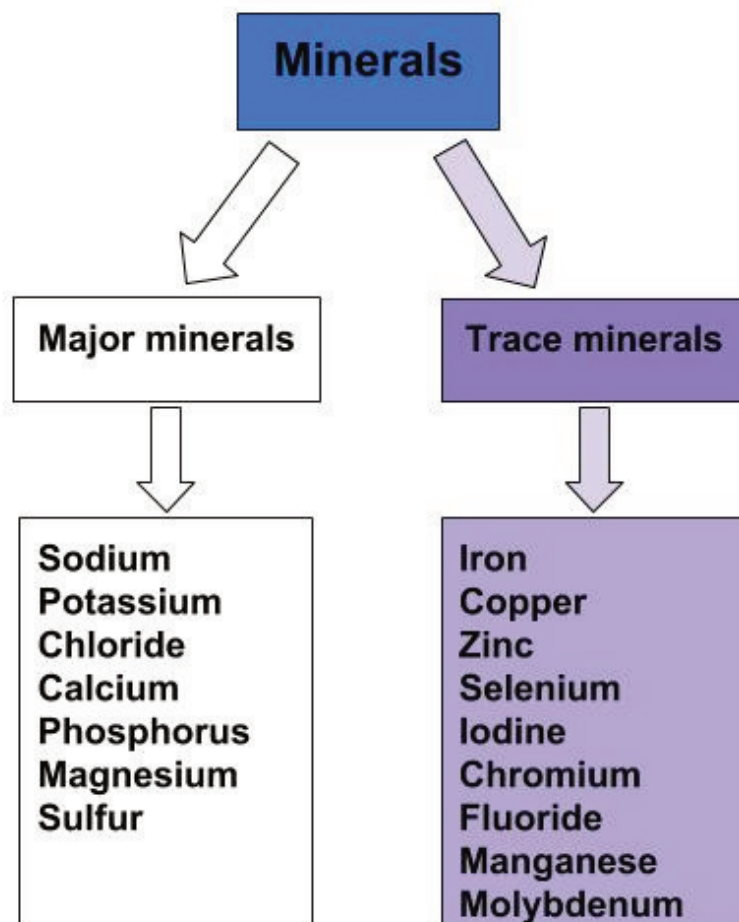 Minerals
Major minerals
Trace minerals
Sodium
Potassium
Chloride
Calcium
Phosphorus
Magnesium
Sulfur
Iron
Copper
Zinc
Selenium
Iodine
Chromium
Fluoride
Manganese
Molybdenum